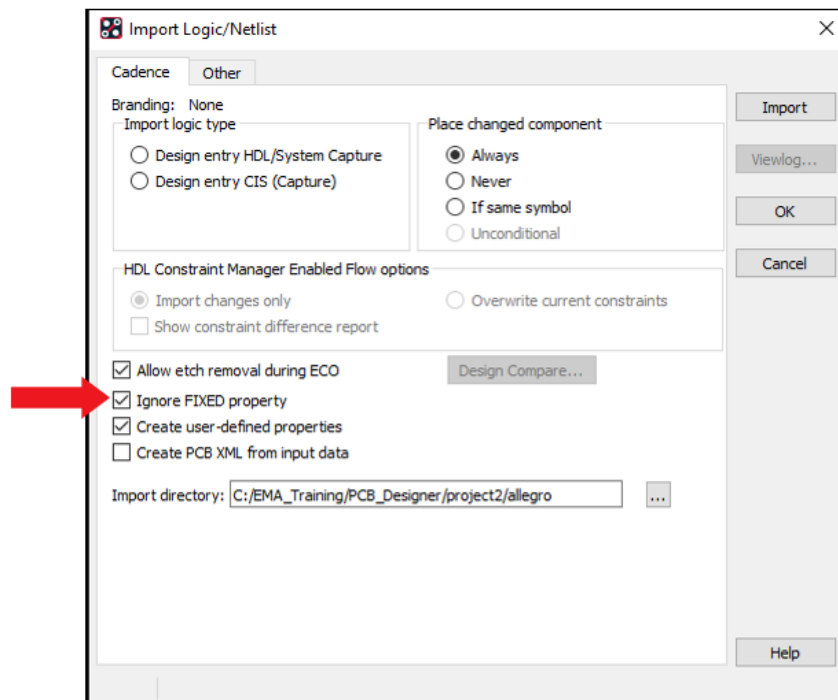 Import Logic/Netlist
Cadence Other
Branding: None
Import logic type
Design entry HDL/System Capture
Design entry CIS (Capture)
Place changed component
Always
Never
If same symbol
Unconditional
HDL Constraint Manager Enabled Flow options
Import changes only Overwrite current constraints
Show constraint difference report
Allow etch removal during ECO Design Compare...
Ignore FIXED property
Create user-defined properties
Create PCB XML from input data
Import directory: C:/EMA_Training/PCB_Designer/project2/allegro ...
Import
Viewlog...
OK
Cancel
Help